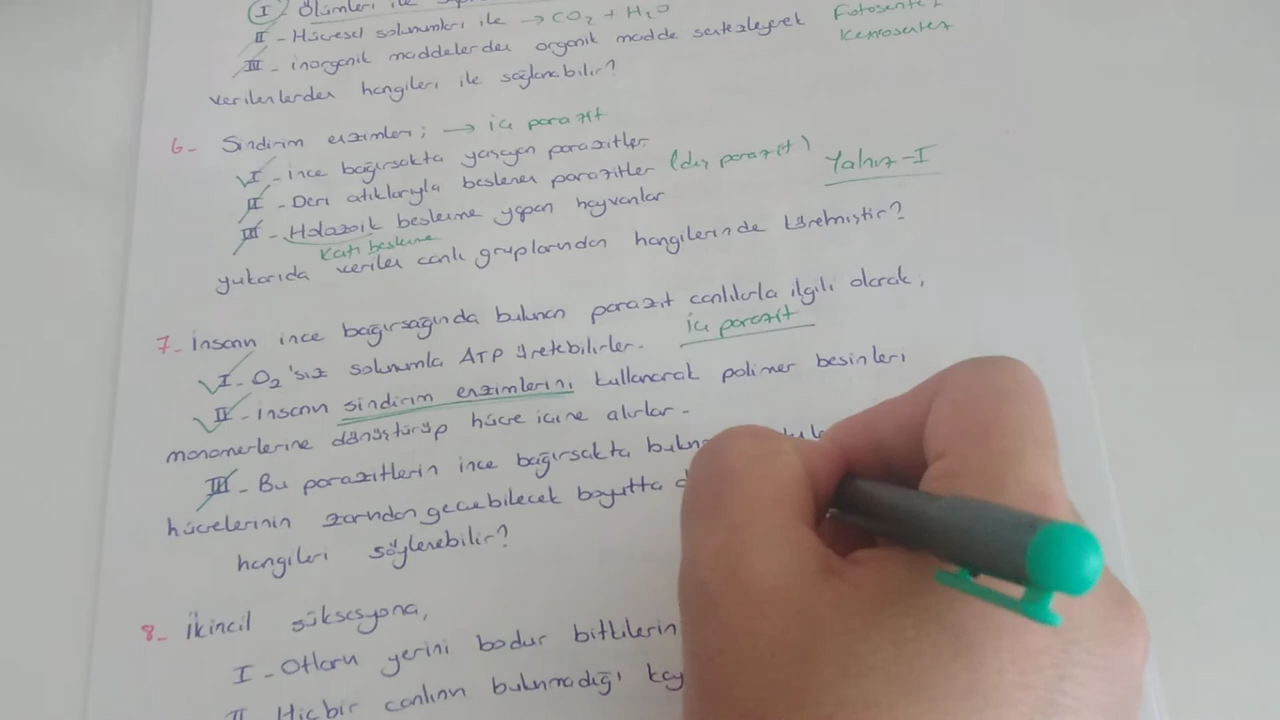 I - Ölümleri ile
II - Hücresel solunumları ile → CO2 + H2O
III - inorganik maddelerden organik madde sentezleyerek
Fotosentez
Kemosentez
verilenlerden hangileri ile sağlanabilir?
6- Sindirim enzimleri; → iç parazit
I - ince bağırsakta yaşayan parazitler
II - Deri atıklarıyla beslenen parazitler (dış parazit)
Yalnız - I
III - Holozoik beslenme yapan hayvanlar
Katı beslenme
yukarıda verilen canlı gruplarından hangilerinde körelmiştir?
7- İnsanın ince bağırsağında bulunan parazit canlılarla ilgili olarak,
iç parazit
I - O2 'siz solunumla ATP üretebilirler.
II - insanın sindirim enzimlerini kullanarak polimer besinleri
monomerlerine dönüştürüp hücre içine alırlar -
III - Bu parazitlerin ince bağırsakta
hücrelerinin zarından geçebilecek boyutta
hangileri söylenebilir?
8- İkincil süksesyona,
I - Otların yerini bodur bitkilerin
II Hiçbir canlının bulunmadığı